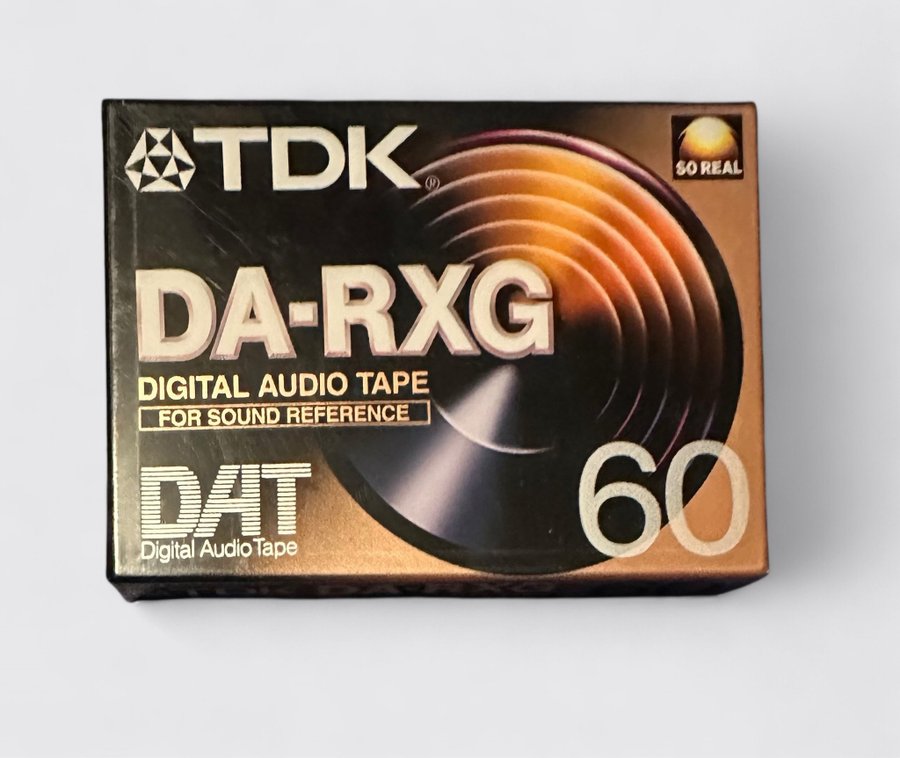 TDK®
SO REAL
DA-RXG
DIGITAL AUDIO TAPE
FOR SOUND REFERENCE
DAT
Digital Audio Tape
60